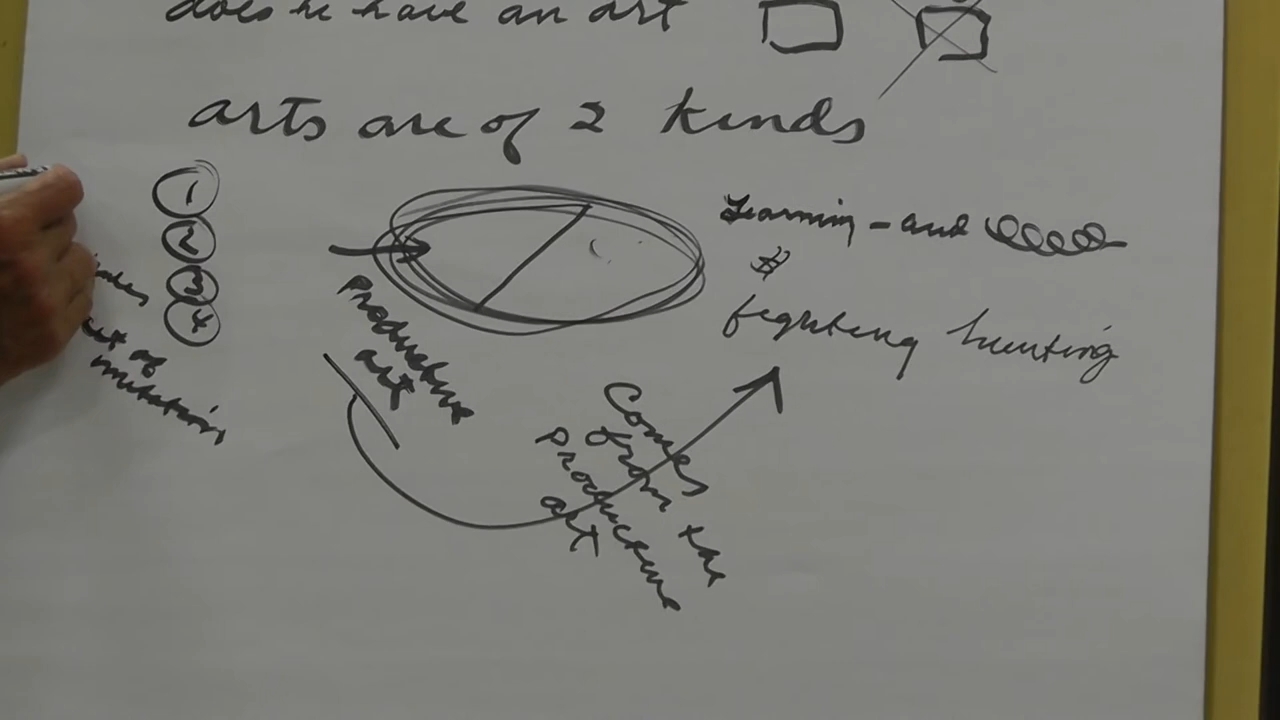 does he have an art
arts are of 2 kinds
1
2
3
4
art of
imitation
Productive
art
Learning - and
fighting hunting
Comes
from the
Productive
art